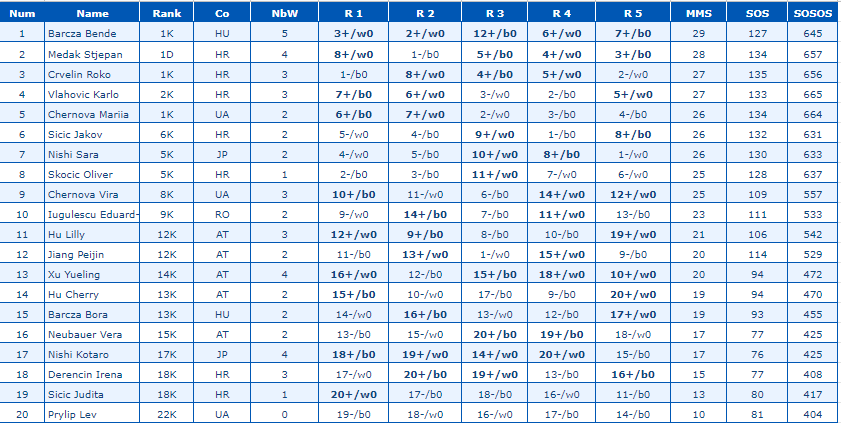 Num Name Rank Co NbW R 1 R 2 R 3 R 4 R 5 MMS SOS SOSOS
1 Barcza Bende 1K HU 5 3+/w0 2+/w0 12+/b0 6+/w0 7+/b0 29 127 645
2 Medak Stjepan 1D HR 4 8+/w0 1-/b0 5+/w0 4+/w0 3+/b0 28 134 657
3 Crvelin Roko 1K HR 3 1-/b0 8+/w0 4+/b0 5+/w0 2-/w0 27 135 656
4 Vlahovic Karlo 2K HR 3 7+/b0 6+/w0 3-/w0 2-/b0 5+/w0 27 133 665
5 Chernova Mariia 1K UA 2 6+/b0 7+/w0 2-/w0 3-/b0 4-/b0 26 134 664
6 Sicic Jakov 6K HR 2 5-/w0 4-/b0 9+/w0 1-/b0 8+/b0 26 132 631
7 Nishi Sara 5K JP 2 4-/w0 5-/b0 10+/w0 8+/b0 1-/w0 26 130 633
8 Skocic Oliver 5K HR 1 2-/b0 3-/b0 11+/w0 7-/w0 6-/w0 25 128 637
9 Chernova Vira 8K UA 3 10+/b0 11-/w0 6-/b0 14+/w0 12+/w0 25 109 557
10 Iugulescu Eduard- 9K RO 2 9-/w0 14+/b0 7-/b0 11+/w0 13-/b0 23 111 533
11 Hu Lilly 12K AT 3 12+/w0 9+/b0 8-/b0 10-/b0 19+/w0 21 106 542
12 Jiang Peijin 12K AT 2 11-/b0 13+/w0 1-/w0 15+/w0 9-/b0 20 114 529
13 Xu Yueling 14K AT 4 16+/w0 12-/b0 15+/b0 18+/w0 10+/w0 20 94 472
14 Hu Cherry 13K AT 2 15+/b0 10-/w0 17-/b0 9-/b0 20+/w0 19 94 470
15 Barcza Bora 13K HU 2 14-/w0 16+/b0 13-/w0 12-/b0 17+/w0 19 93 455
16 Neubauer Vera 15K AT 2 13-/b0 15-/w0 20+/b0 19+/b0 18-/w0 17 77 425
17 Nishi Kotaro 17K JP 4 18+/b0 19+/w0 14+/w0 20+/w0 15-/b0 17 76 425
18 Derencin Irena 18K HR 3 17-/w0 20+/b0 19+/w0 13-/b0 16+/b0 15 77 408
19 Sicic Judita 18K HR 1 20+/w0 17-/b0 18-/b0 16-/w0 11-/b0 13 80 417
20 Prylip Lev 22K UA 0 19-/b0 18-/w0 16-/w0 17-/b0 14-/b0 10 81 404